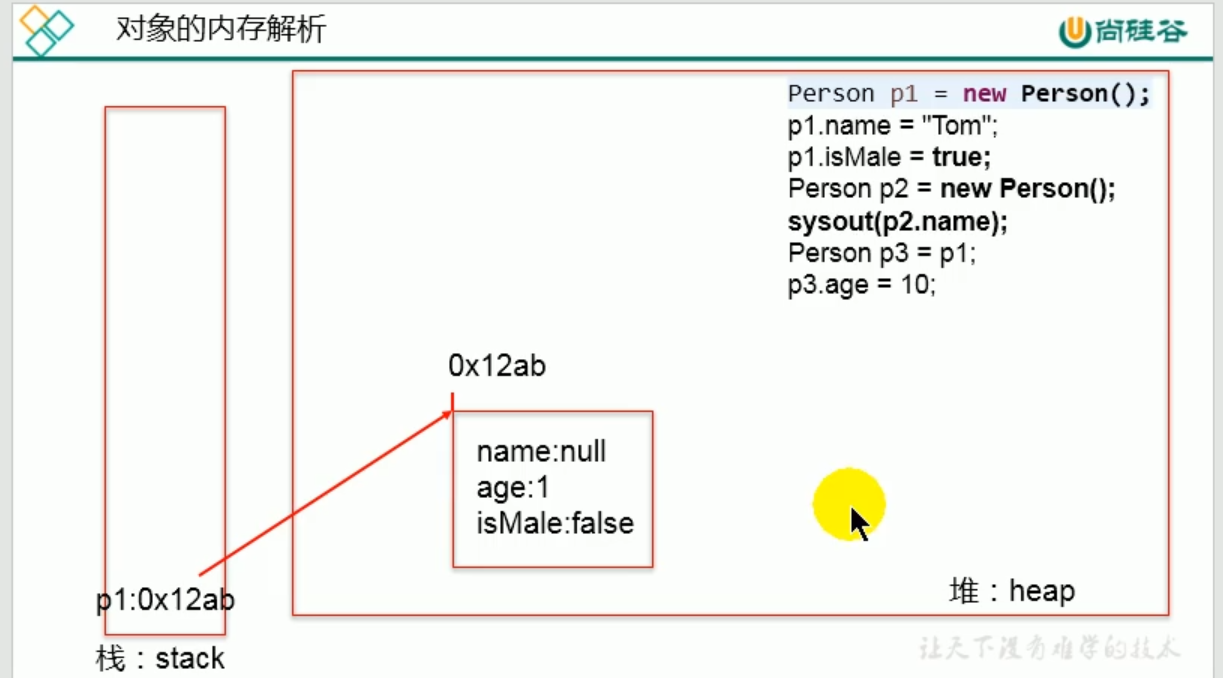 对象的内存解析
尚硅谷
Person p1 = new Person();
p1.name = "Tom";
p1.isMale = true;
Person p2 = new Person();
sysout(p2.name);
Person p3 = p1;
p3.age = 10;
0x12ab
name:null
age:1
isMale:false
p1:0x12ab
堆：heap
栈：stack
让天下没有难学的技术